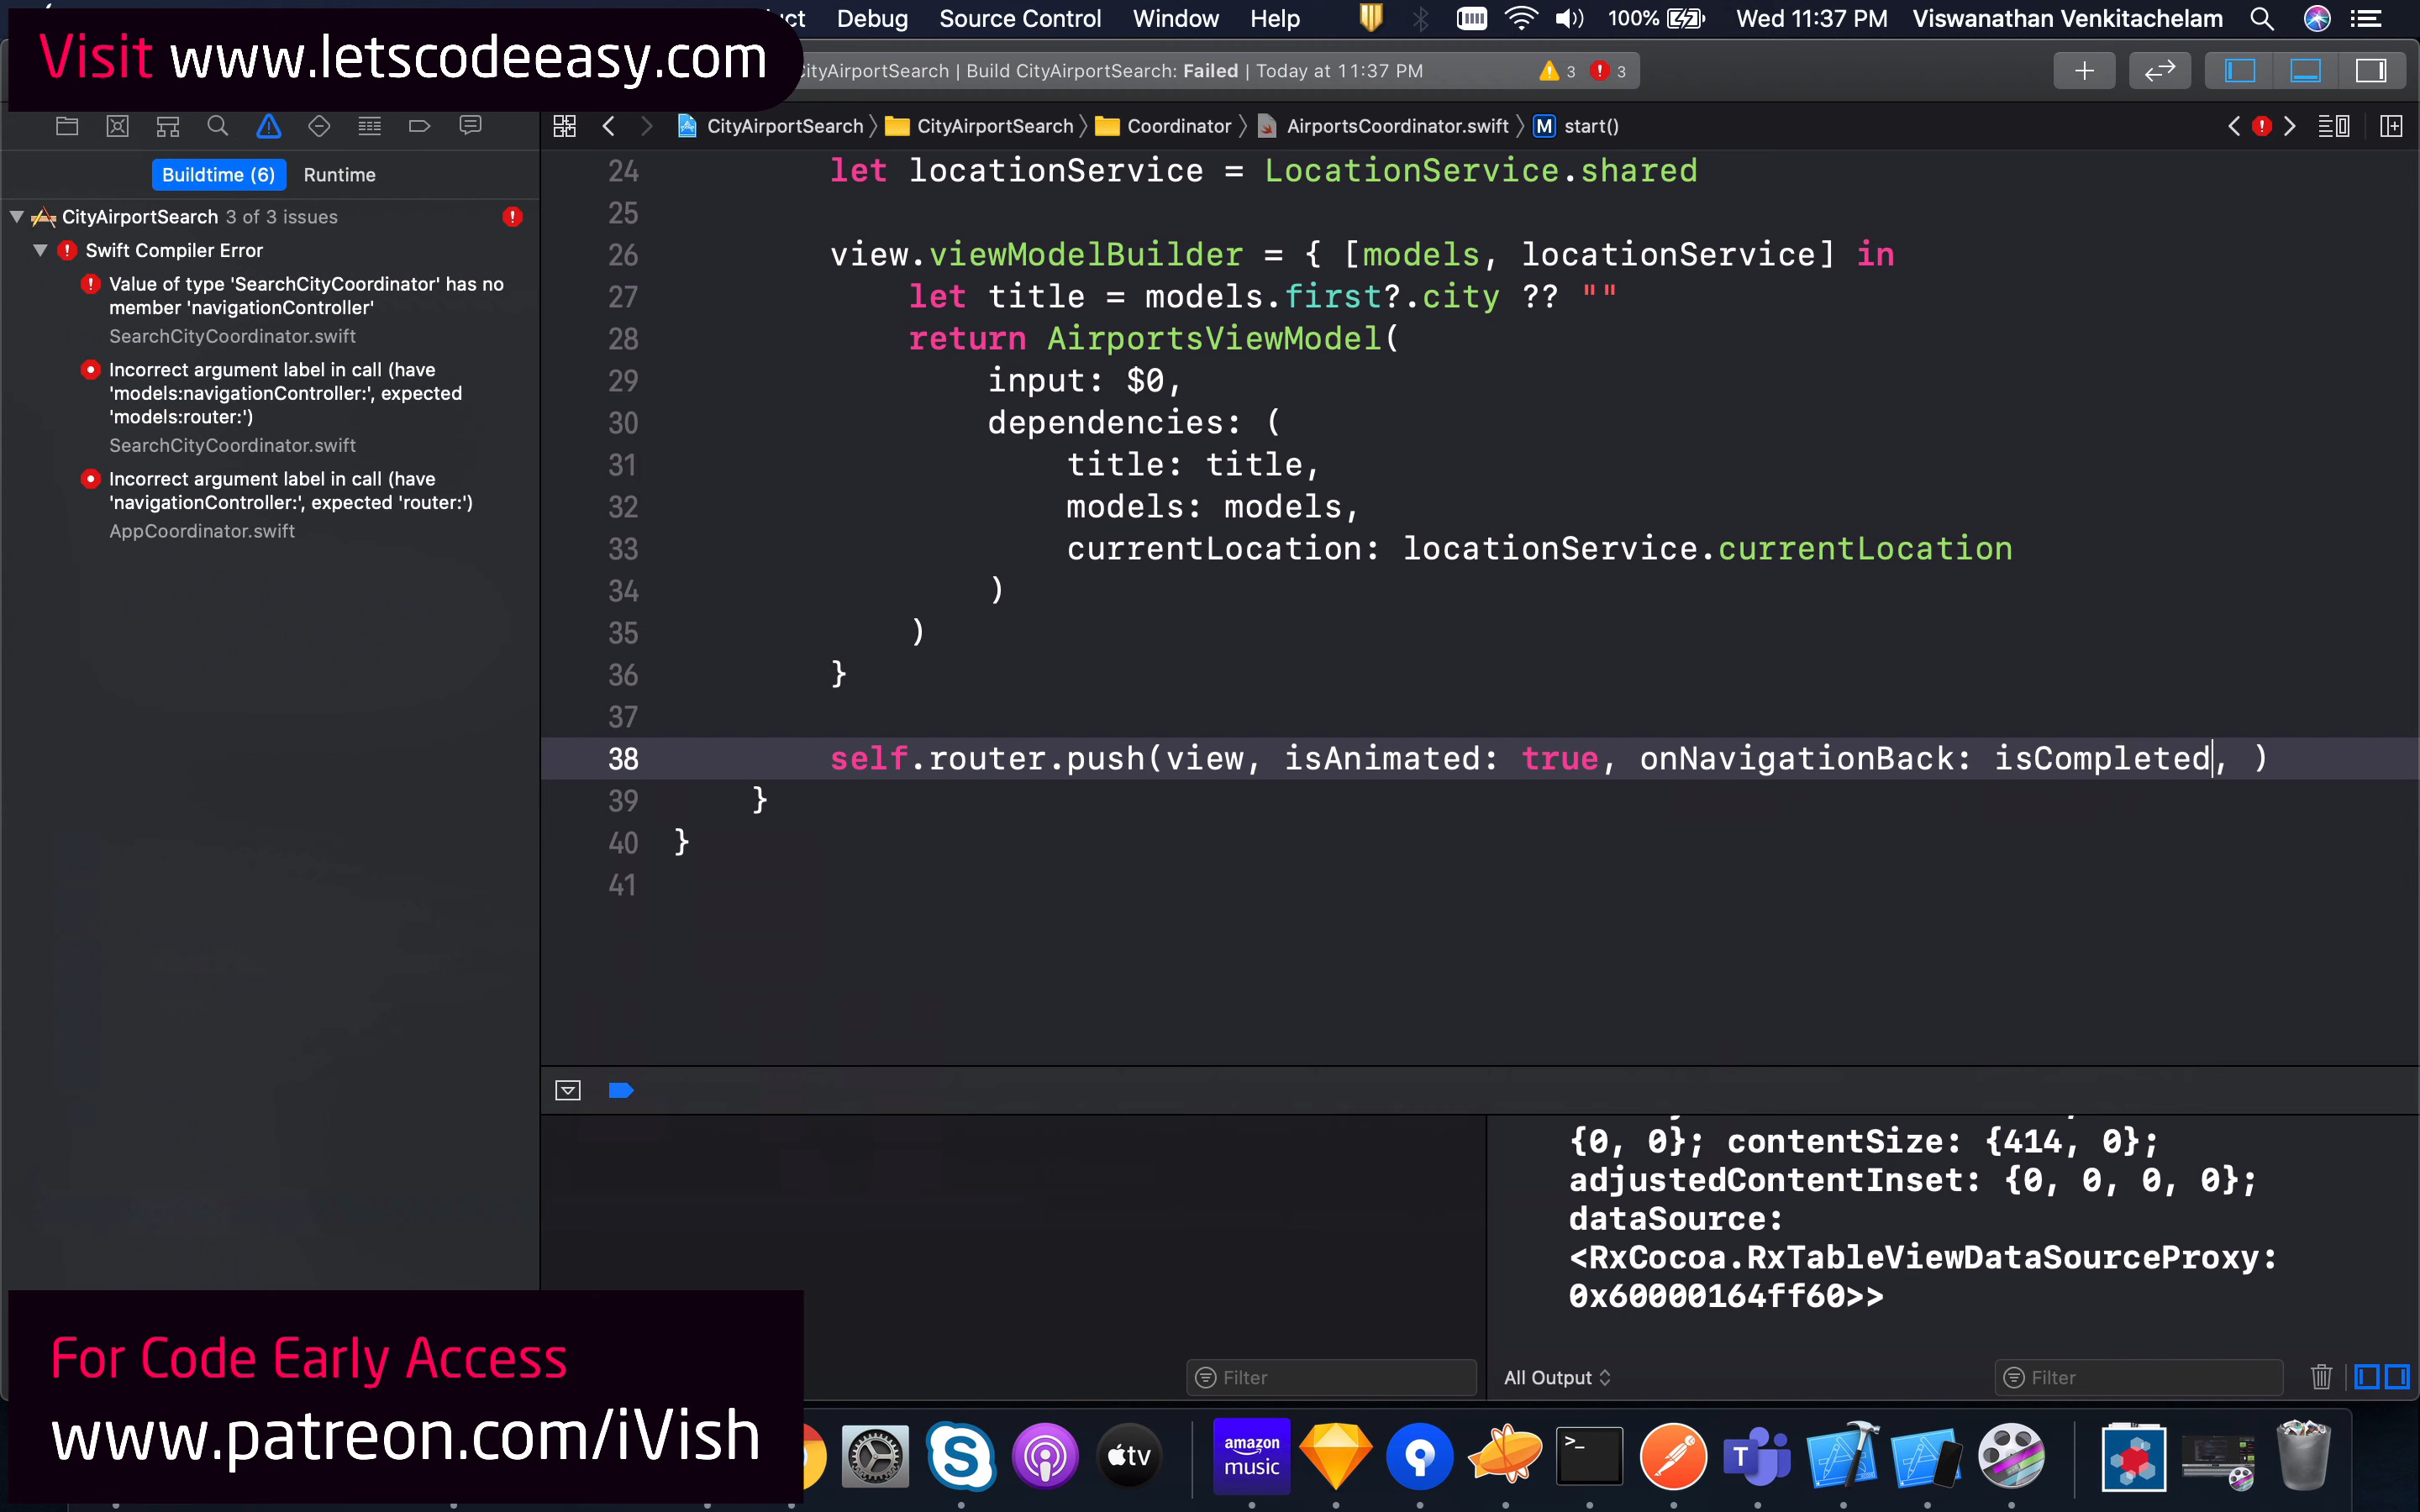 ct Debug Source Control Window Help 100% Wed 11:37 PM Viswanathan Venkitachelam
Visit www.letscodeeasy.com
CityAirportSearch | Build CityAirportSearch: Failed | Today at 11:37 PM 3 3
CityAirportSearch CityAirportSearch Coordinator AirportsCoordinator.swift M start()
Buildtime (6) Runtime
CityAirportSearch 3 of 3 issues
Swift Compiler Error
Value of type 'SearchCityCoordinator' has no
member 'navigationController'
SearchCityCoordinator.swift
Incorrect argument label in call (have
'models:navigationController:', expected
'models:router:')
SearchCityCoordinator.swift
Incorrect argument label in call (have
'navigationController:', expected 'router:')
AppCoordinator.swift
24 let locationService = LocationService.shared
25
26 view.viewModelBuilder = { [models, locationService] in
27 let title = models.first?.city ?? ""
28 return AirportsViewModel(
29 input: $0,
30 dependencies: (
31 title: title,
32 models: models,
33 currentLocation: locationService.currentLocation
34 )
35 )
36 }
37
38 self.router.push(view, isAnimated: true, onNavigationBack: isCompleted, )
39 }
40 }
41
{0, 0}; contentSize: {414, 0};
adjustedContentInset: {0, 0, 0, 0};
dataSource:
<RxCocoa.RxTableViewDataSourceProxy:
0x60000164ff60>>
Filter All Output Filter
For Code Early Access
www.patreon.com/iVish
tv
amazon
music